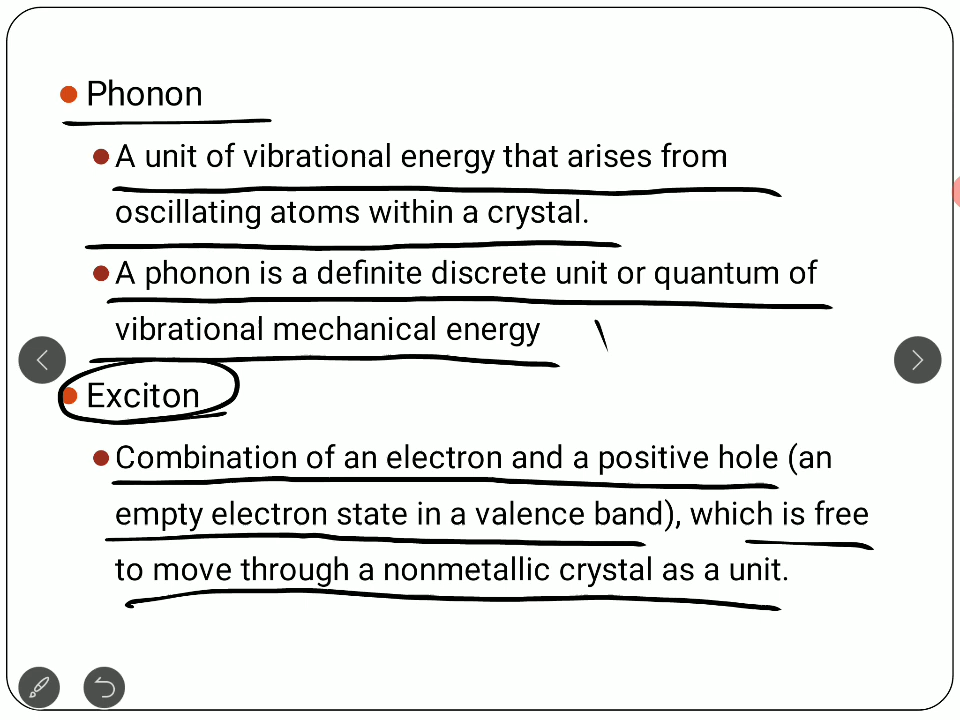 Phonon
A unit of vibrational energy that arises from
oscillating atoms within a crystal.
A phonon is a definite discrete unit or quantum of
vibrational mechanical energy
Exciton
Combination of an electron and a positive hole (an
empty electron state in a valence band), which is free
to move through a nonmetallic crystal as a unit.